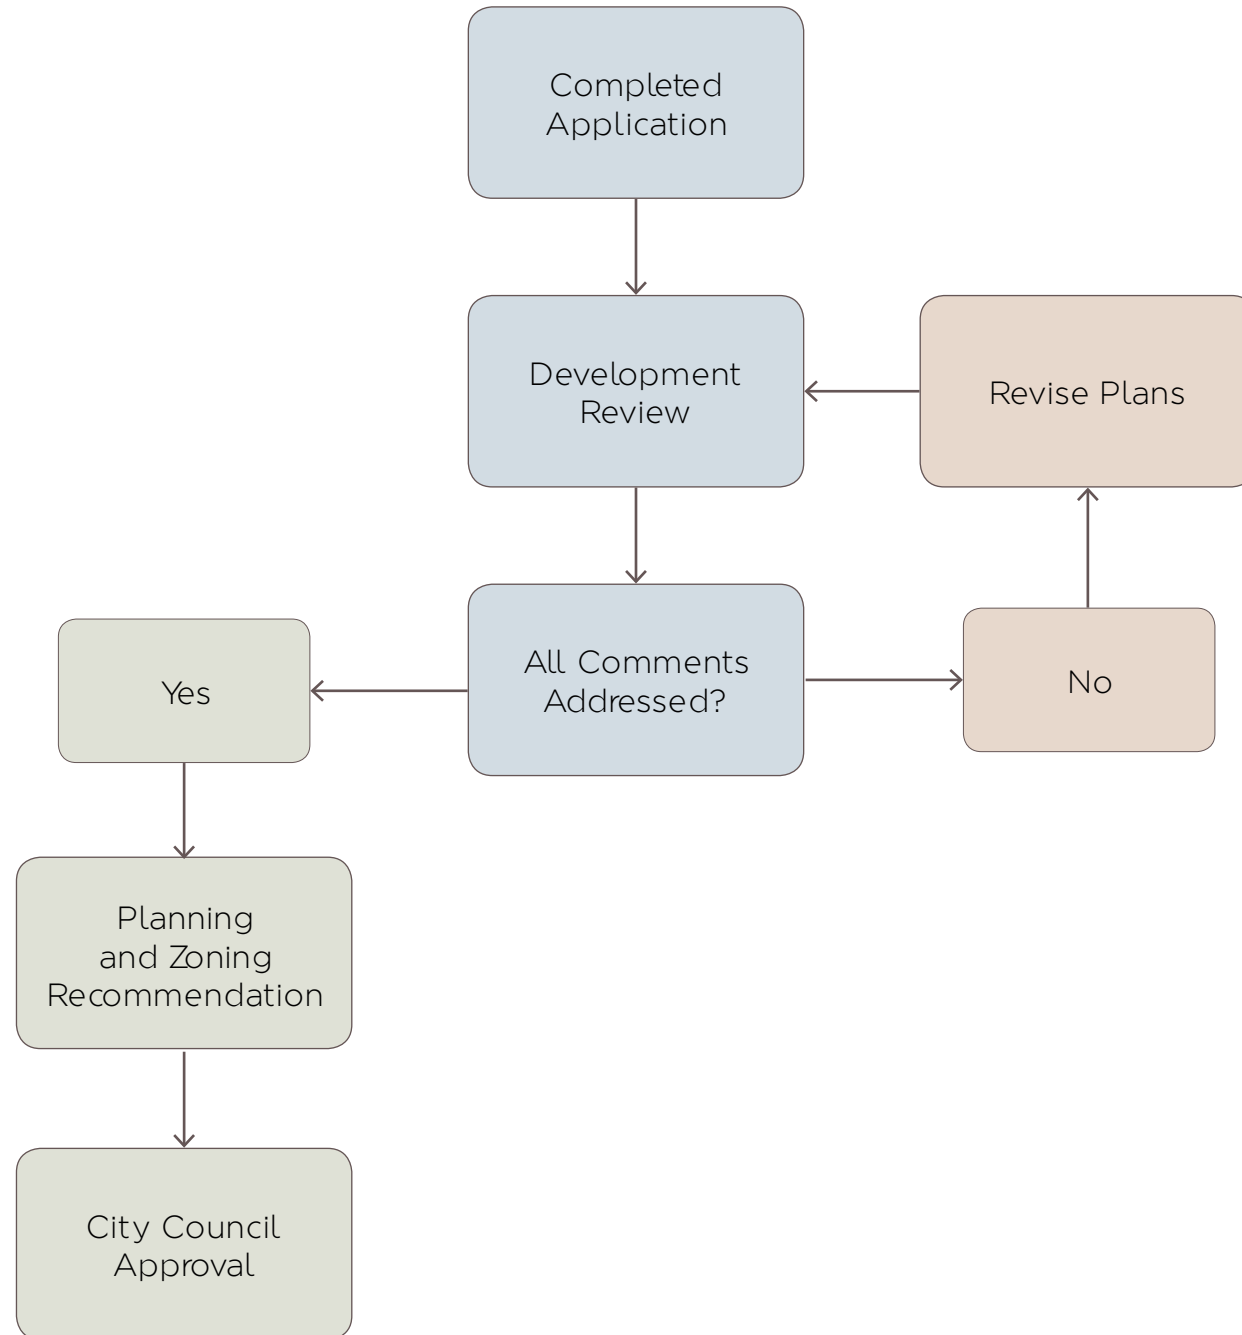 Completed
Application
Development
Review
Revise Plans
All Comments
Addressed?
Yes
No
Planning
and Zoning
Recommendation
City Council
Approval